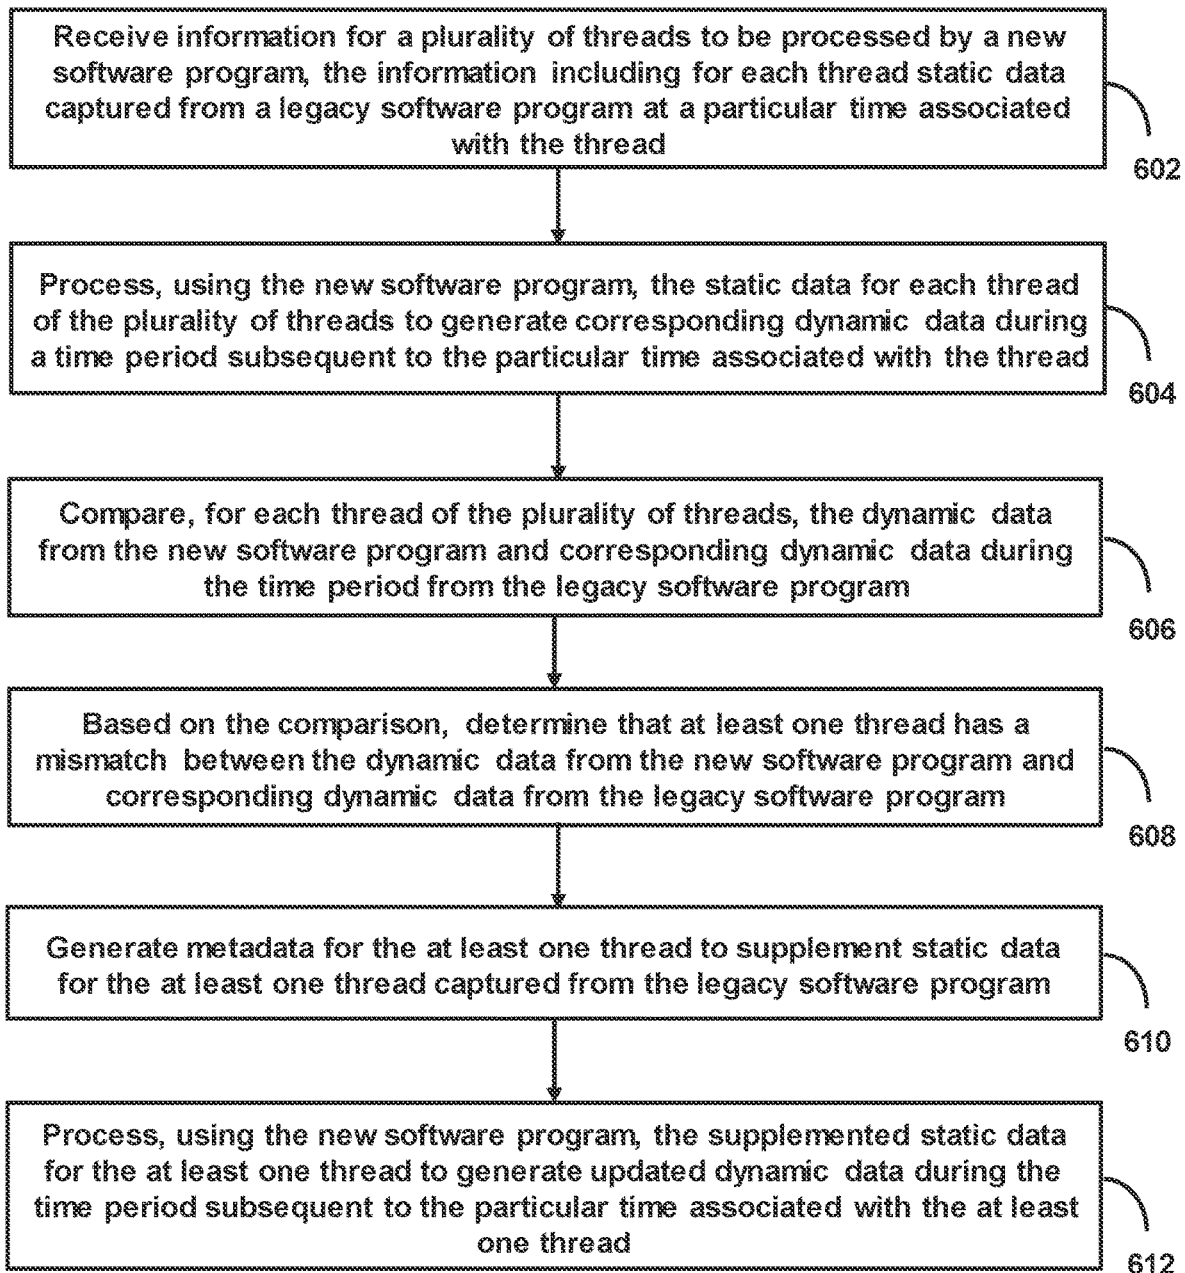 Receive information for a plurality of threads to be processed by a new
software program, the information including for each thread static data
captured from a legacy software program at a particular time associated
with the thread
602
Process, using the new software program, the static data for each thread
of the plurality of threads to generate corresponding dynamic data during
a time period subsequent to the particular time associated with the thread
604
Compare, for each thread of the plurality of threads, the dynamic data
from the new software program and corresponding dynamic data during
the time period from the legacy software program
606
Based on the comparison, determine that at least one thread has a
mismatch between the dynamic data from the new software program and
corresponding dynamic data from the legacy software program
608
Generate metadata for the at least one thread to supplement static data
for the at least one thread captured from the legacy software program
610
Process, using the new software program, the supplemented static data
for the at least one thread to generate updated dynamic data during the
time period subsequent to the particular time associated with the at least
one thread
612